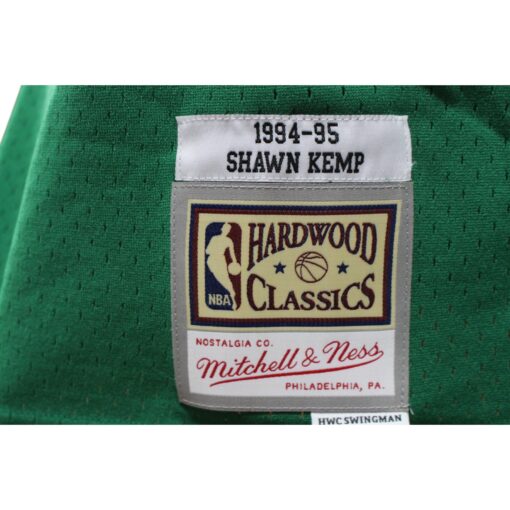 1994-95
SHAWN KEMP
HARDWOOD
CLASSICS
NBA
NOSTALGIA CO.
Mitchell & Ness
PHILADELPHIA, PA.
HWC SWINGMAN